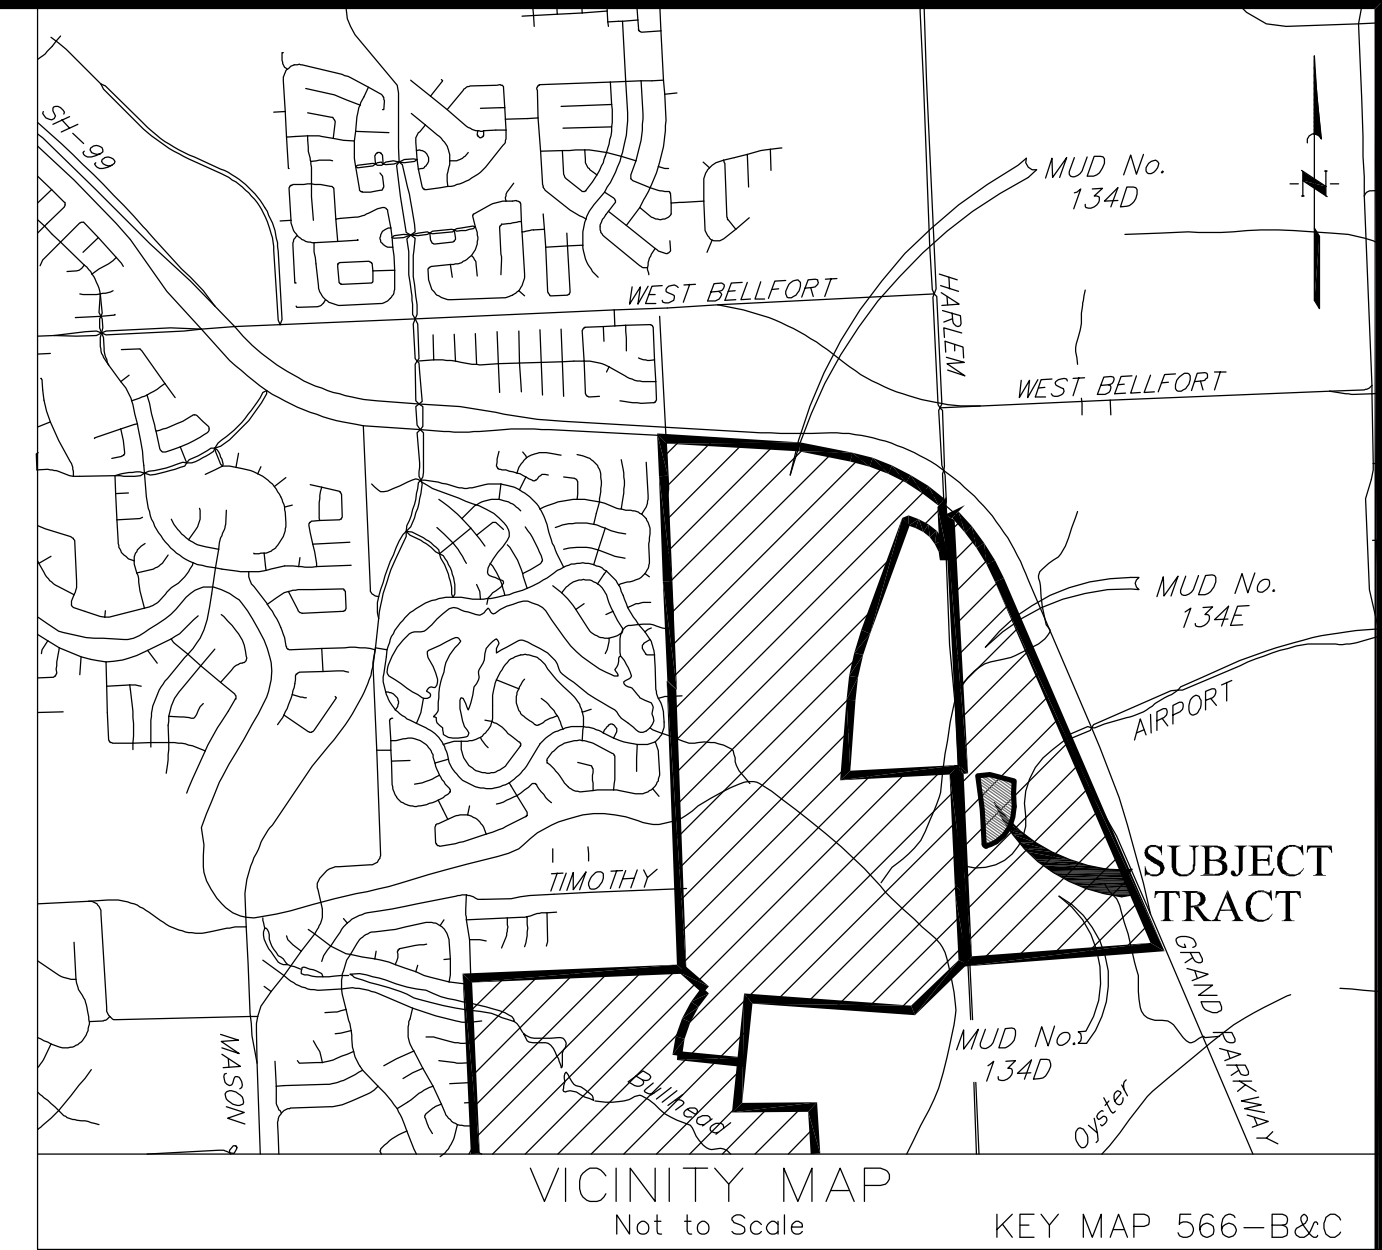 SH-99
MUD No.
134D
WEST BELLFORT
HARLEM
WEST BELLFORT
MUD No.
134E
AIRPORT
SUBJECT
TRACT
TIMOTHY
GRAND PARKWAY
MASON
MUD No.
134D
Bullhead
Oyster
N
VICINITY MAP
Not to Scale
KEY MAP 566-B&C